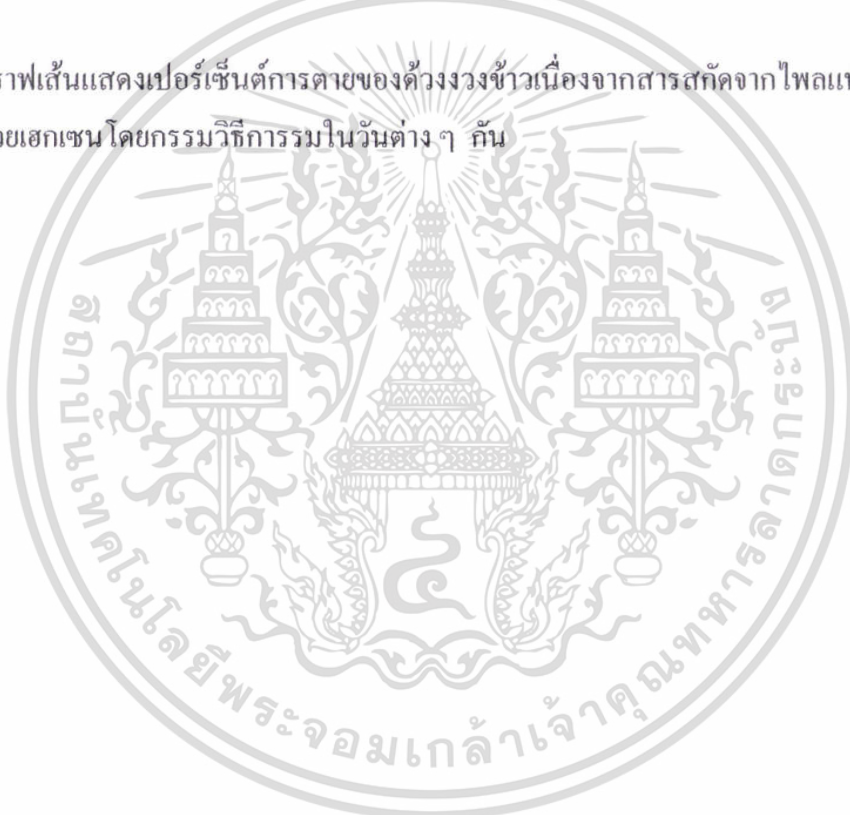 ราฟเส้นแสดงเปอร์เซ็นต์การตายของด้วงงวงข้าวเนื่องจากสารสกัดจากไพลแห
วยเฮกเซน โดยกรรมวิธีการรมในวันต่าง ๆ กัน
สถาบันเทคโนโลยีพระจอมเกล้าเจ้าคุณทหารลาดกระบัง